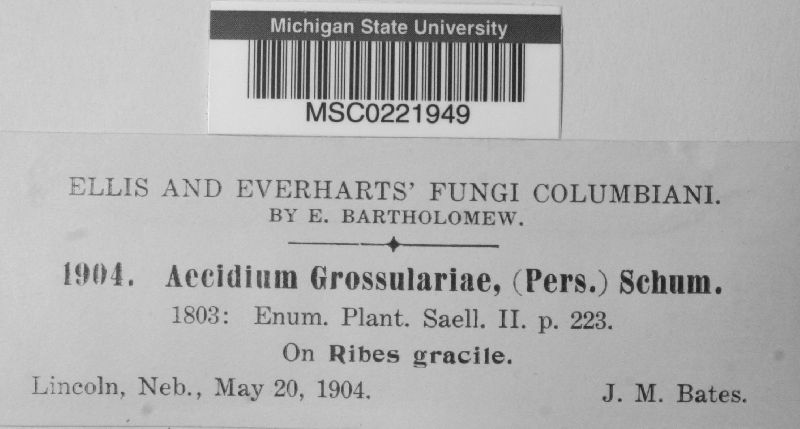 Michigan State University
MSC0221949
ELLIS AND EVERHARTS' FUNGI COLUMBIANI.
BY E. BARTHOLOMEW.
1904. Aecidium Grossulariae, (Pers.) Schum.
1803: Enum. Plant. Saell. II. p. 223.
On Ribes gracile.
Lincoln, Neb., May 20, 1904. J. M. Bates.